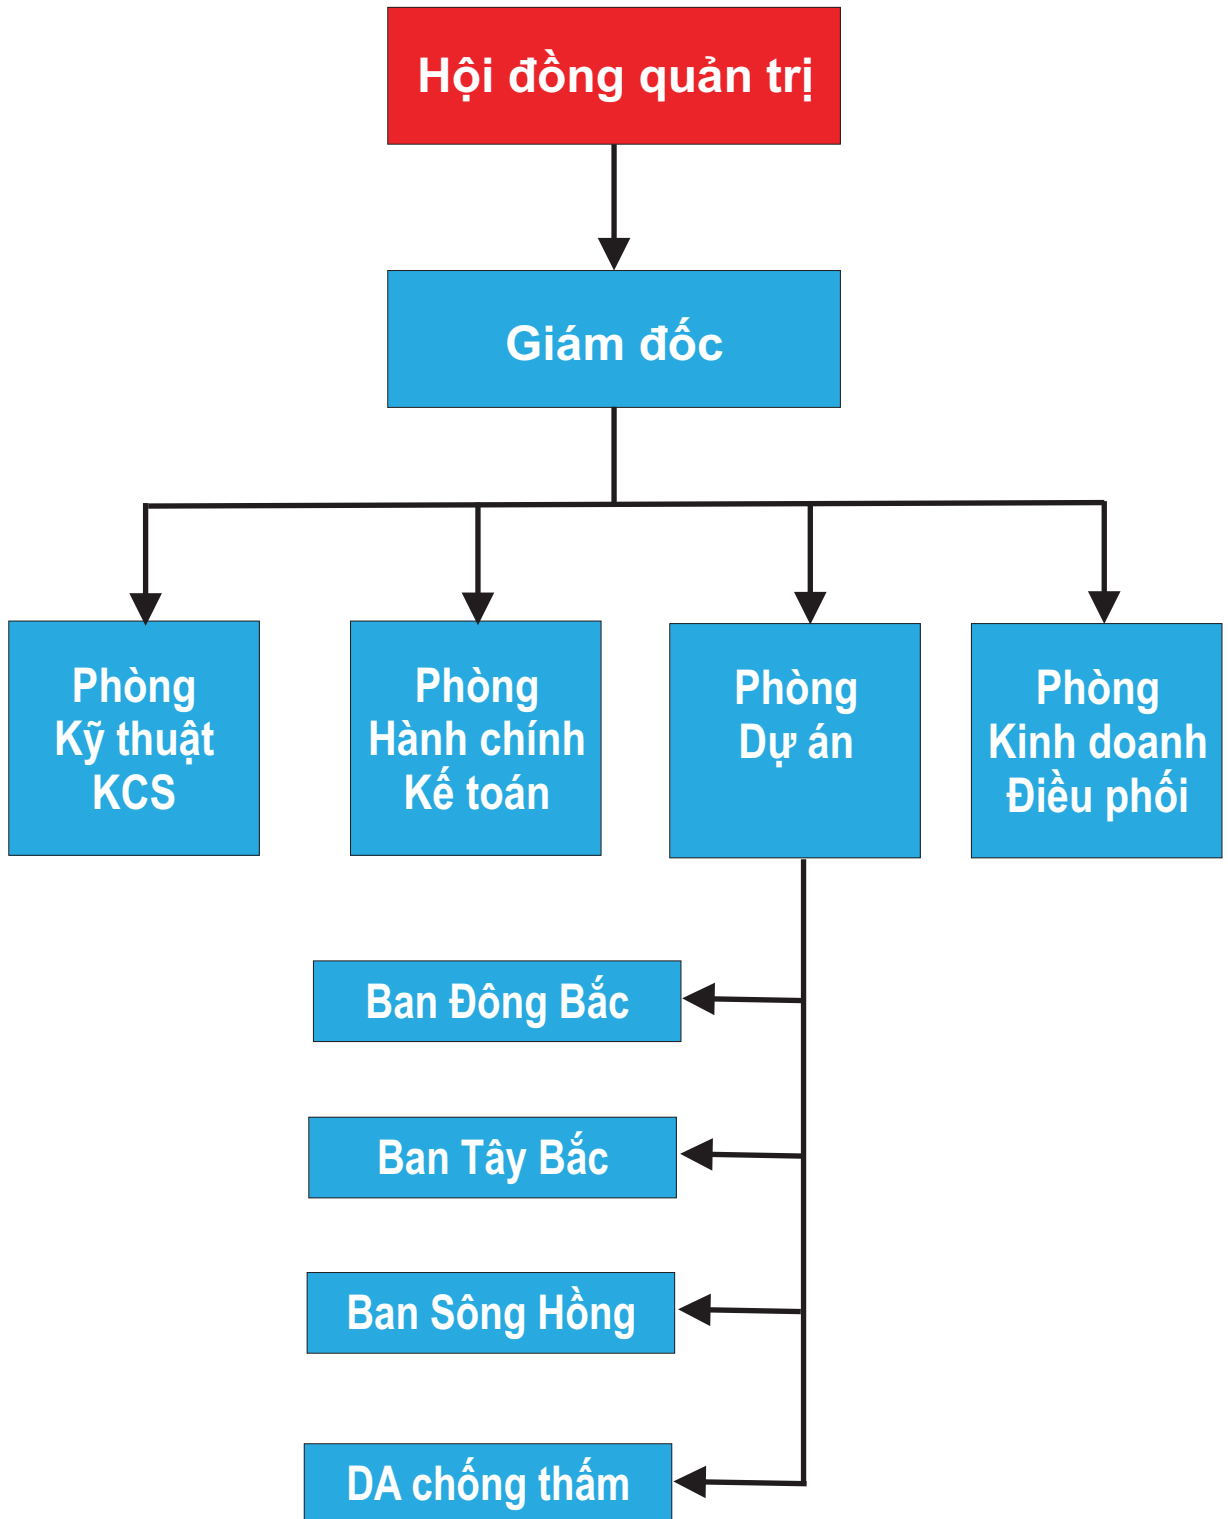 Hội đồng quản trị
Giám đốc
Phòng
Kỹ thuật
KCS
Phòng
Hành chính
Kế toán
Phòng
Dự án
Phòng
Kinh doanh
Điều phối
Ban Đông Bắc
Ban Tây Bắc
Ban Sông Hồng
DA chống thấm